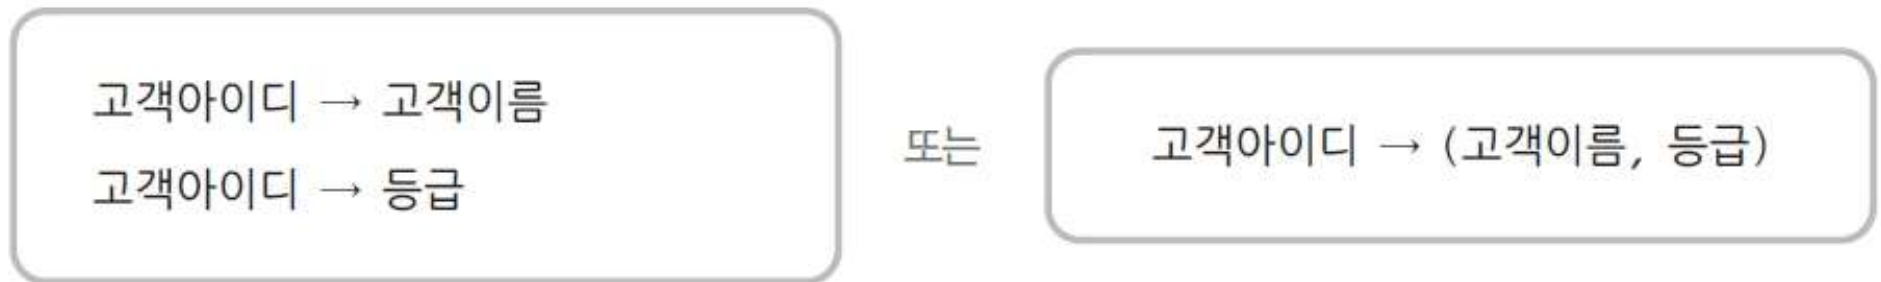 고객아이디 → 고객이름
고객아이디 → 등급
또는
고객아이디 → (고객이름, 등급)